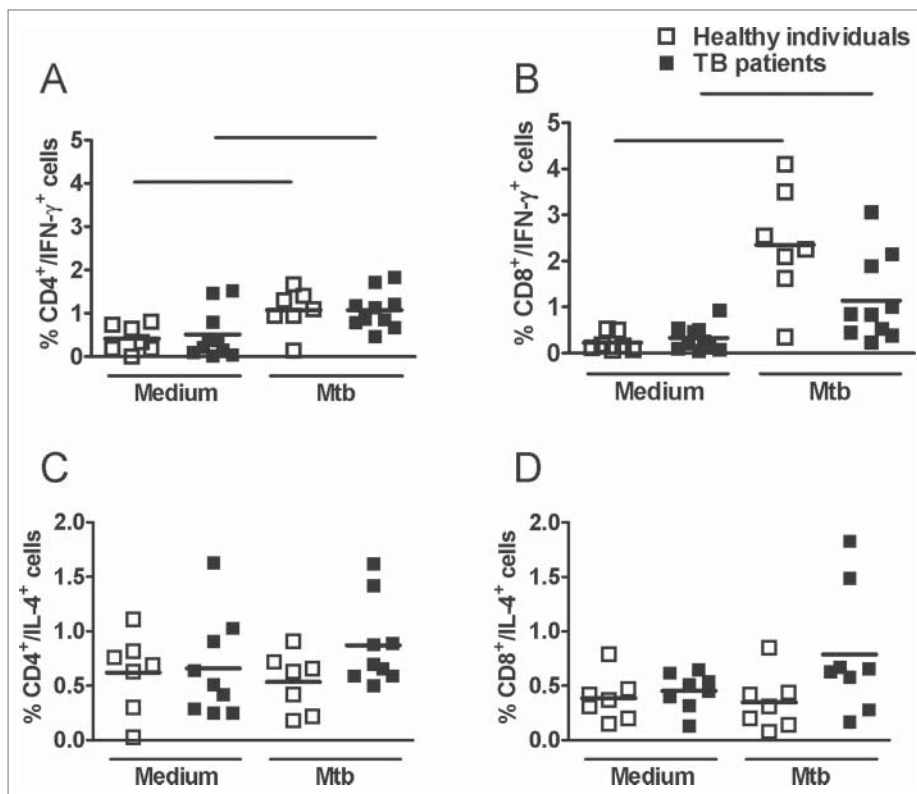 Healthy individuals
TB patients
A
B
% CD4⁺/IFN-γ⁺ cells
5
4
3
2
1
0
Medium
Mtb
% CD8⁺/IFN-γ⁺ cells
5
4
3
2
1
0
Medium
Mtb
C
D
% CD4⁺/IL-4⁺ cells
2.0
1.5
1.0
0.5
0.0
Medium
Mtb
% CD8⁺/IL-4⁺ cells
2.0
1.5
1.0
0.5
0.0
Medium
Mtb